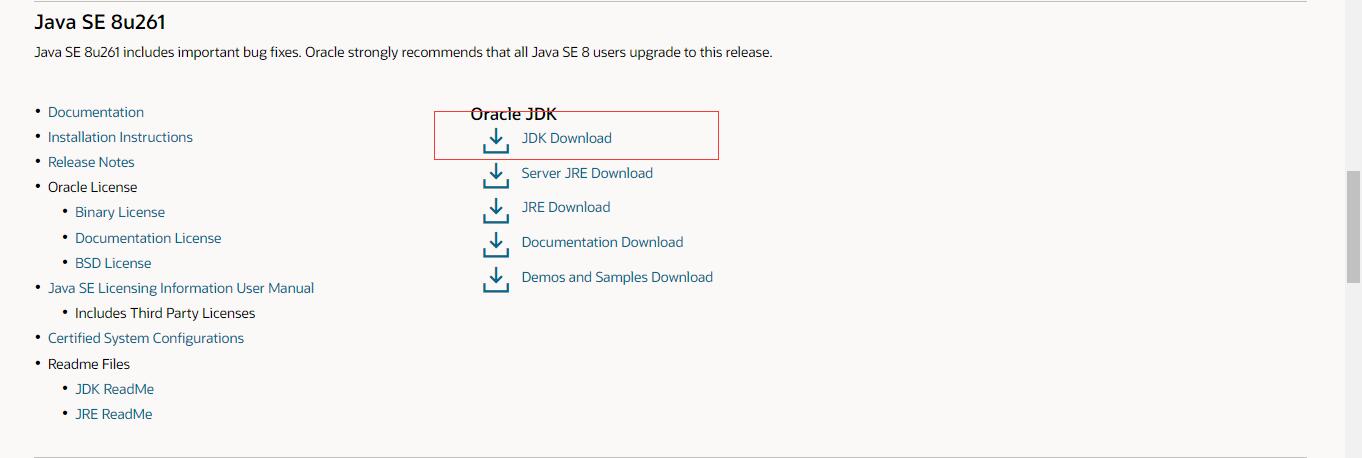 Java SE 8u261
Java SE 8u261 includes important bug fixes. Oracle strongly recommends that all Java SE 8 users upgrade to this release.
• Documentation
• Installation Instructions
• Release Notes
• Oracle License
• Binary License
• Documentation License
• BSD License
• Java SE Licensing Information User Manual
• Includes Third Party Licenses
• Certified System Configurations
• Readme Files
• JDK ReadMe
• JRE ReadMe
Oracle JDK
JDK Download
Server JRE Download
JRE Download
Documentation Download
Demos and Samples Download